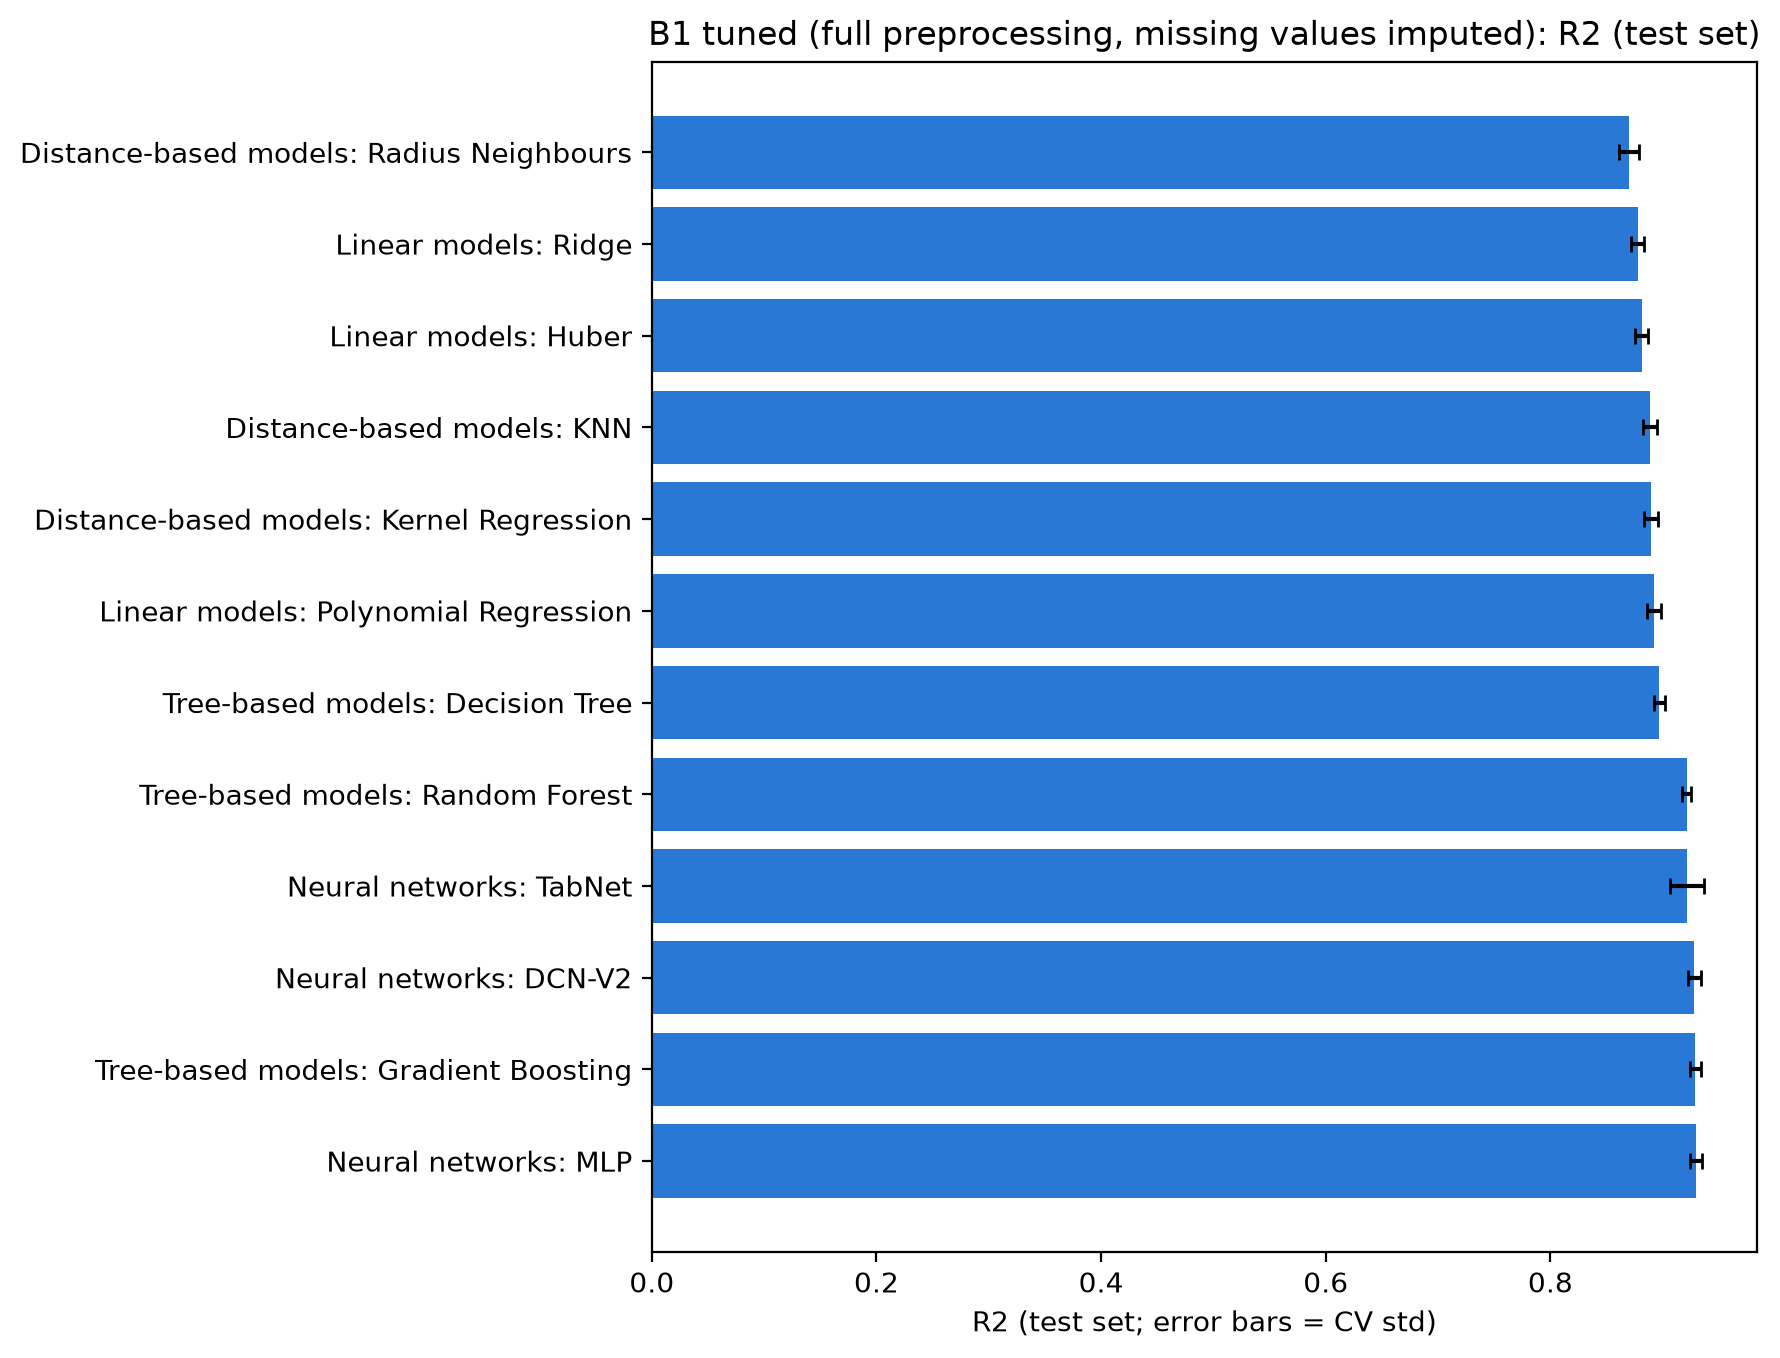 B1 tuned (full preprocessing, missing values imputed): R2 (test set)
Distance-based models: Radius Neighbours
Linear models: Ridge
Linear models: Huber
Distance-based models: KNN
Distance-based models: Kernel Regression
Linear models: Polynomial Regression
Tree-based models: Decision Tree
Tree-based models: Random Forest
Neural networks: TabNet
Neural networks: DCN-V2
Tree-based models: Gradient Boosting
Neural networks: MLP
0.0 0.2 0.4 0.6 0.8
R2 (test set; error bars = CV std)